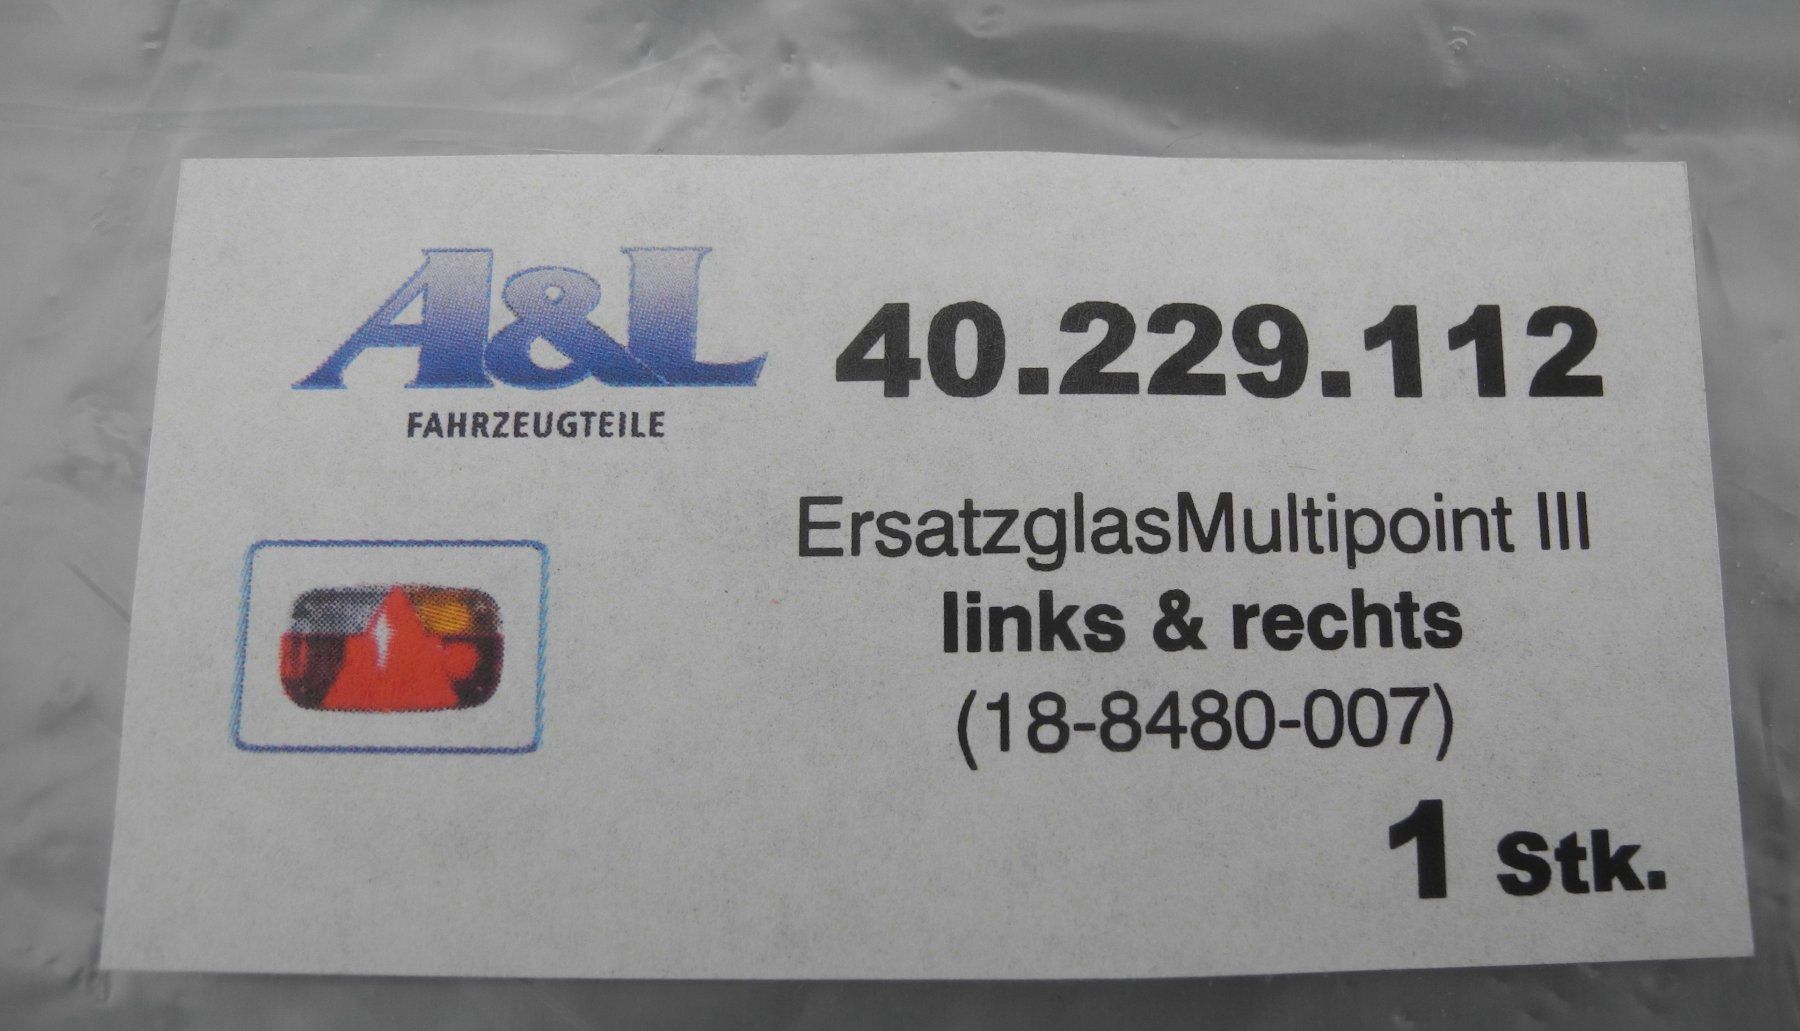 A&L
FAHRZEUGTEILE
40.229.112
ErsatzglasMultipoint III
links & rechts
(18-8480-007)
1 Stk.